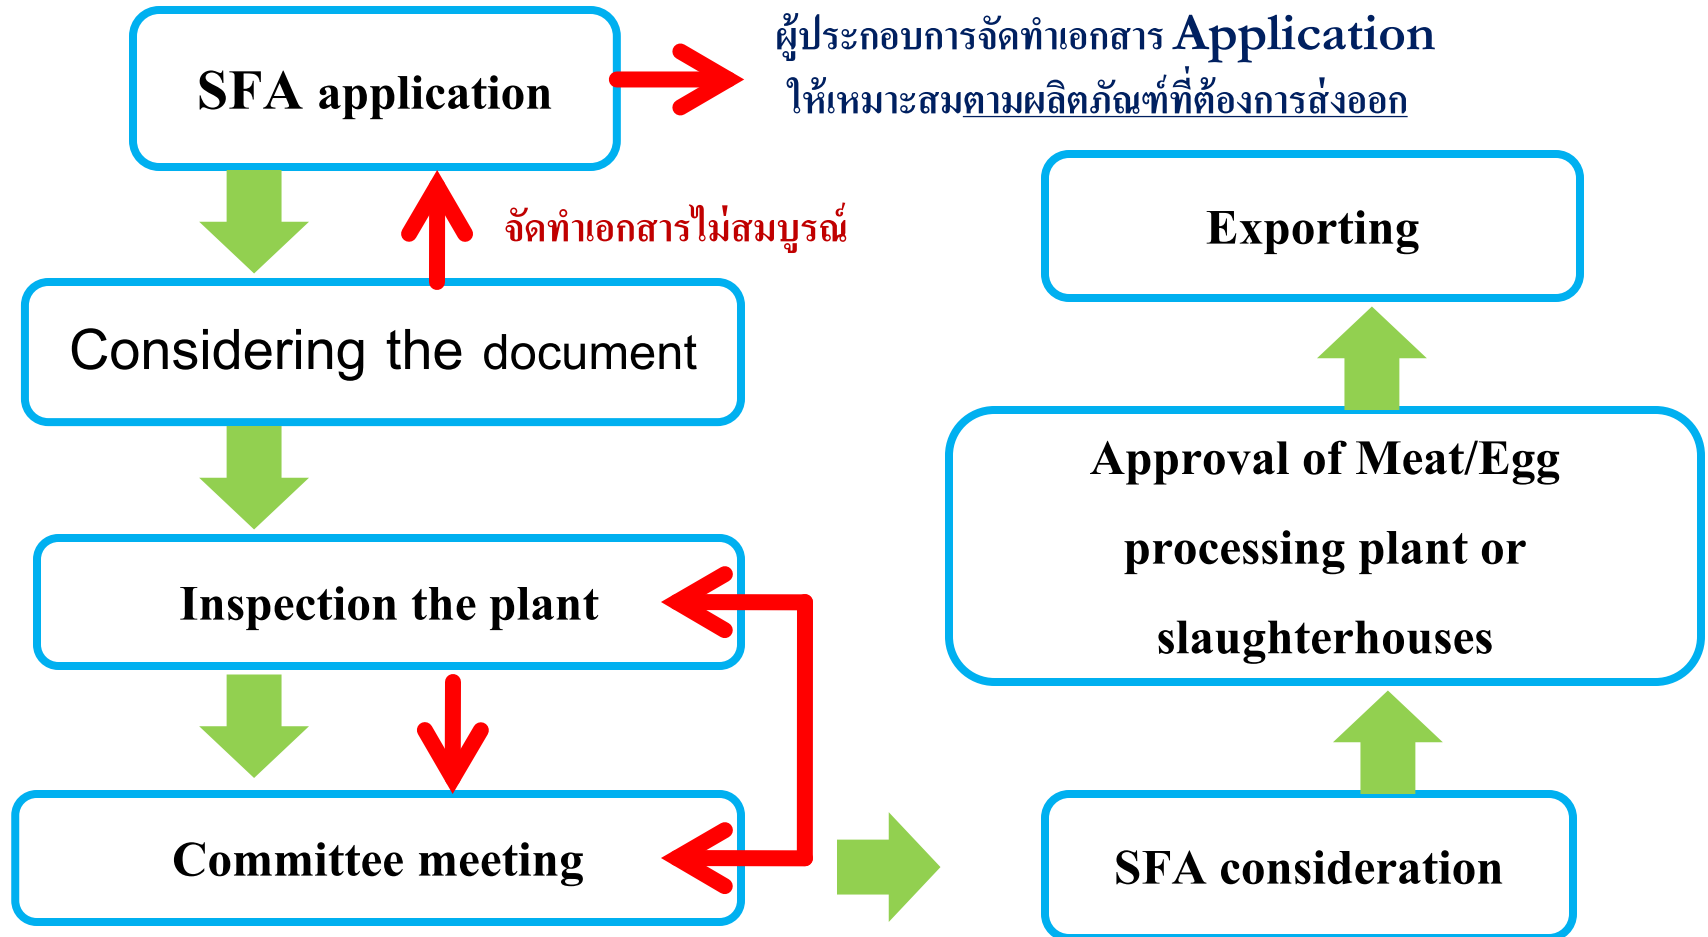 SFA application
ผู้ประกอบการจัดทำเอกสาร Application
ให้เหมาะสมตามผลิตภัณฑ์ที่ต้องการส่งออก
จัดทำเอกสารไม่สมบูรณ์
Considering the document
Inspection the plant
Committee meeting
SFA consideration
Approval of Meat/Egg
processing plant or
slaughterhouses
Exporting